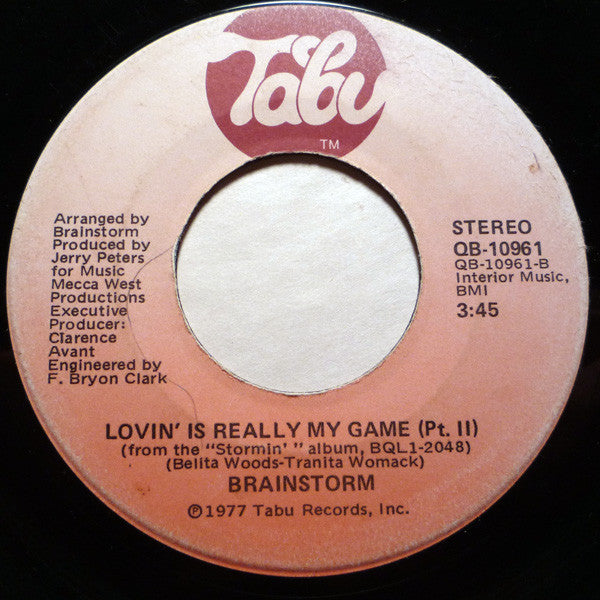 Tabu
TM
Arranged by
Brainstorm
Produced by
Jerry Peters
for Music
Mecca West
Productions
Executive
Producer:
Clarence
Avant
Engineered by
F. Bryon Clark
STEREO
QB-10961
QB-10961-B
Interior Music,
BMI
3:45
LOVIN' IS REALLY MY GAME (Pt. II)
(from the "Stormin' " album, BQL1-2048)
(Belita Woods-Tranita Womack)
BRAINSTORM
℗1977 Tabu Records, Inc.